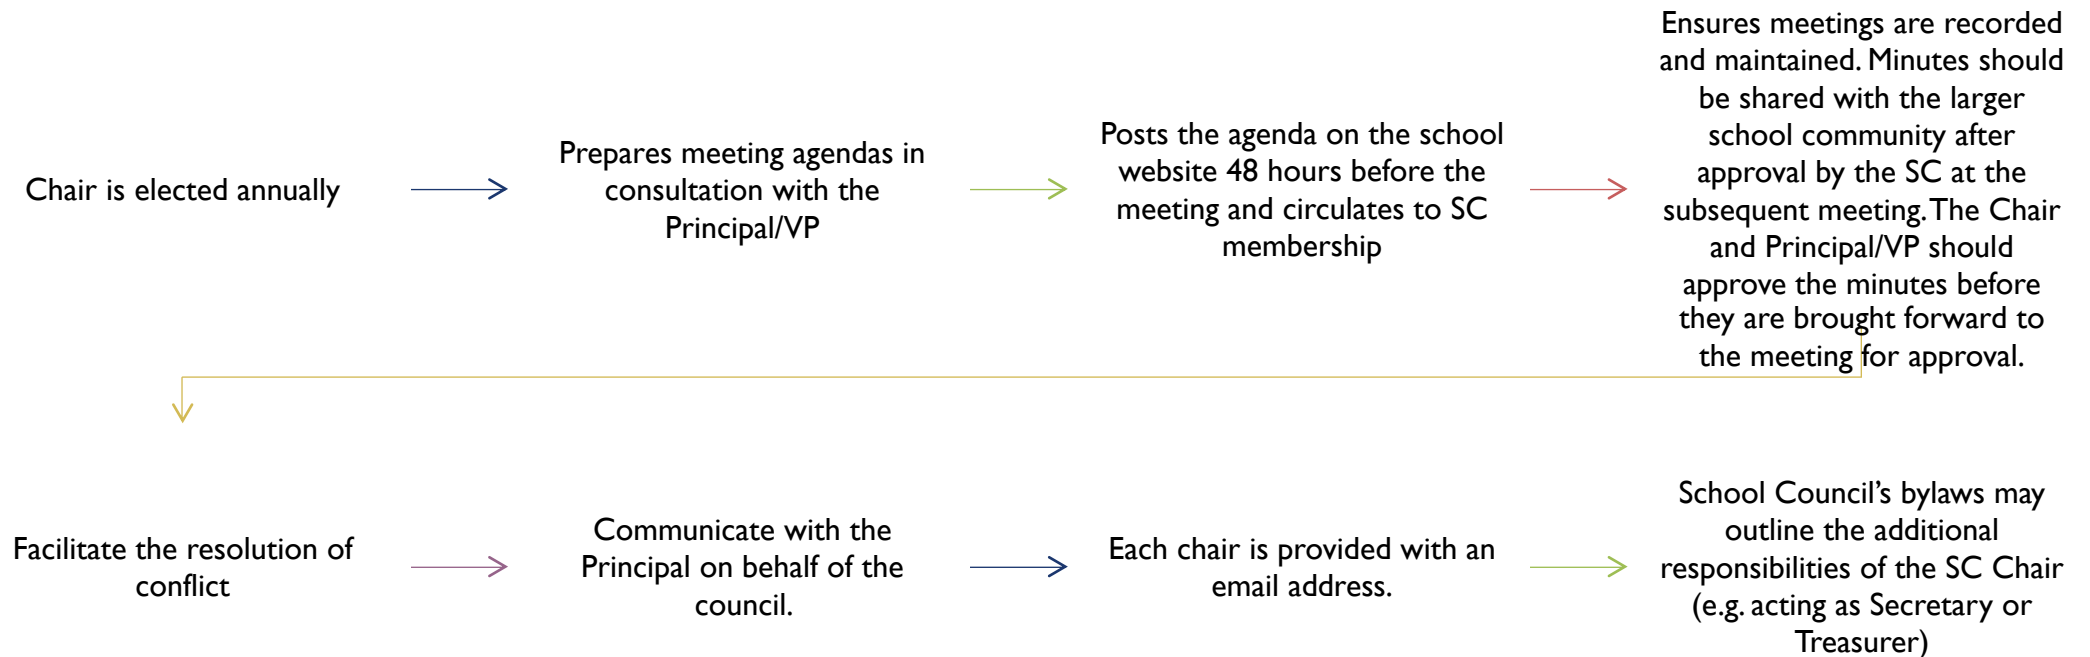 Chair is elected annually
Prepares meeting agendas in
consultation with the
Principal/VP
Posts the agenda on the school
website 48 hours before the
meeting and circulates to SC
membership
Ensures meetings are recorded
and maintained. Minutes should
be shared with the larger
school community after
approval by the SC at the
subsequent meeting. The Chair
and Principal/VP should
approve the minutes before
they are brought forward to
the meeting for approval.
Facilitate the resolution of
conflict
Communicate with the
Principal on behalf of the
council.
Each chair is provided with an
email address.
School Council’s bylaws may
outline the additional
responsibilities of the SC Chair
(e.g. acting as Secretary or
Treasurer)